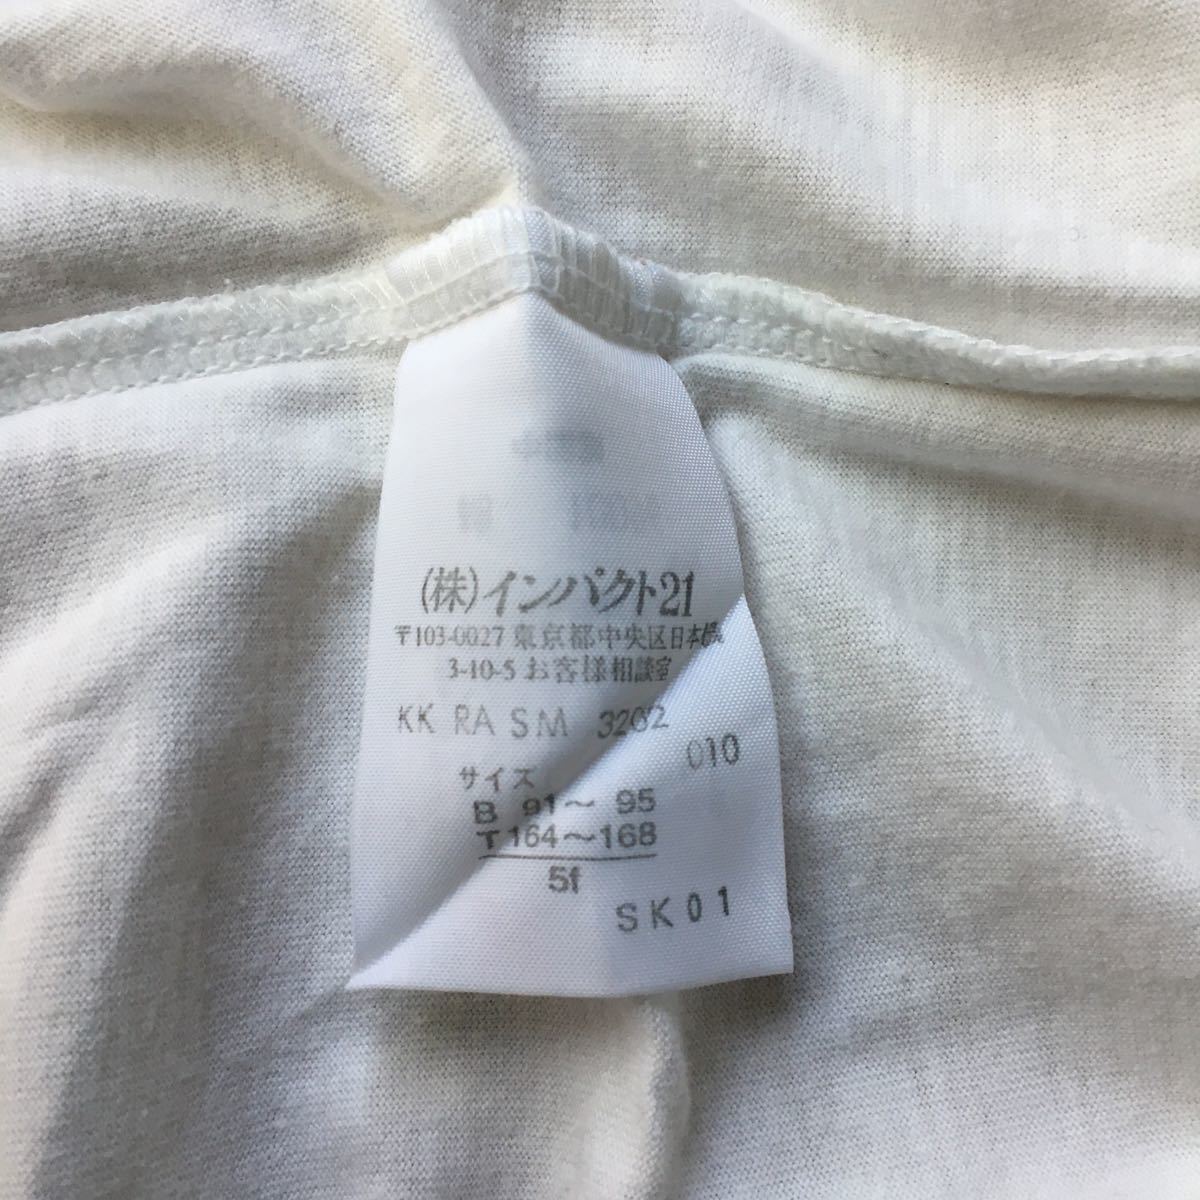 (株)インパクト21
〒103-0027 東京都中央区日本橋
3-10-5 お客様相談室
KK RA SM 3202
010
サイズ
B 91～ 95
T 164～168
5f
SK01